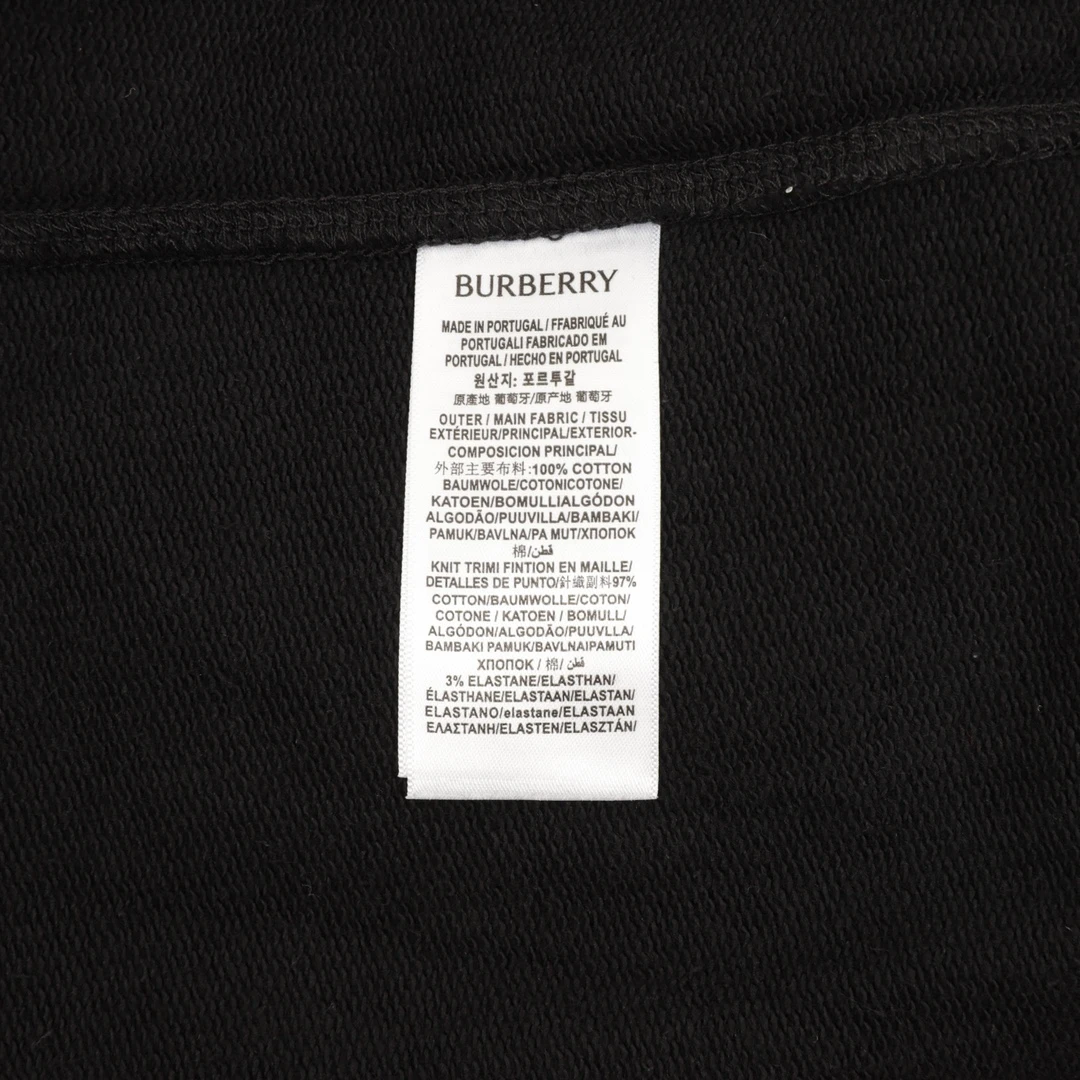 BURBERRY
MADE IN PORTUGAL / FFABRIQUÉ AU
PORTUGALI FABRICADO EM
PORTUGAL / HECHO EN PORTUGAL
원산지: 포르투갈
原產地 葡萄牙/原产地 葡萄牙
OUTER / MAIN FABRIC / TISSU
EXTÉRIEUR/PRINCIPAL/EXTERIOR-
COMPOSICION PRINCIPAL/
外部主要布料:100% COTTON
BAUMWOLE/COTONICOTONE/
KATOEN/BOMULLIALGÓDON
ALGODÃO/PUUVILLA/BAMBAKI/
PAMUK/BAVLNA/PA MUT/ХПОПОК
棉/قطن
KNIT TRIMI FINTION EN MAILLE/
DETALLES DE PUNTO/針織副料97%
COTTON/BAUMWOLLE/COTON/
COTONE / KATOEN / BOMULL/
ALGÓDON/ALGODÃO/PUUVLLA/
BAMBAKI PAMUK/BAVLNAIPAMUTI
ХПОПОК / 棉/ قطن
3% ELASTANE/ELASTHAN/
ÉLASTHANE/ELASTAAN/ELASTAN/
ELASTANO/elastane/ELASTAAN
ΕΛΑΣΤΑΝΗ/ELASTEN/ELASZTÁN/